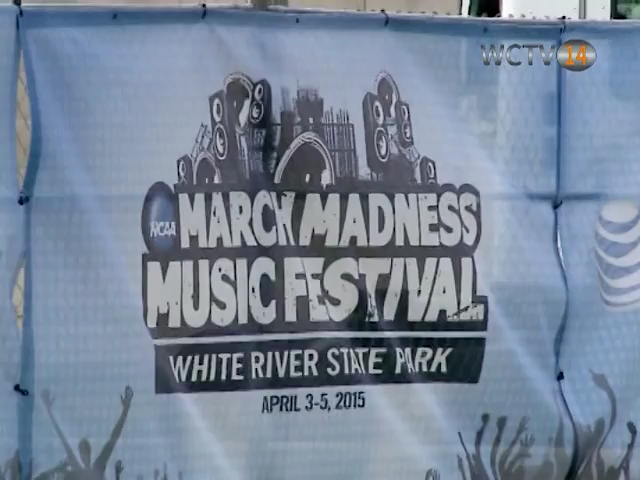 WCTV 14
NCAA MARCH MADNESS
MUSIC FESTIVAL
WHITE RIVER STATE PARK
APRIL 3-5, 2015